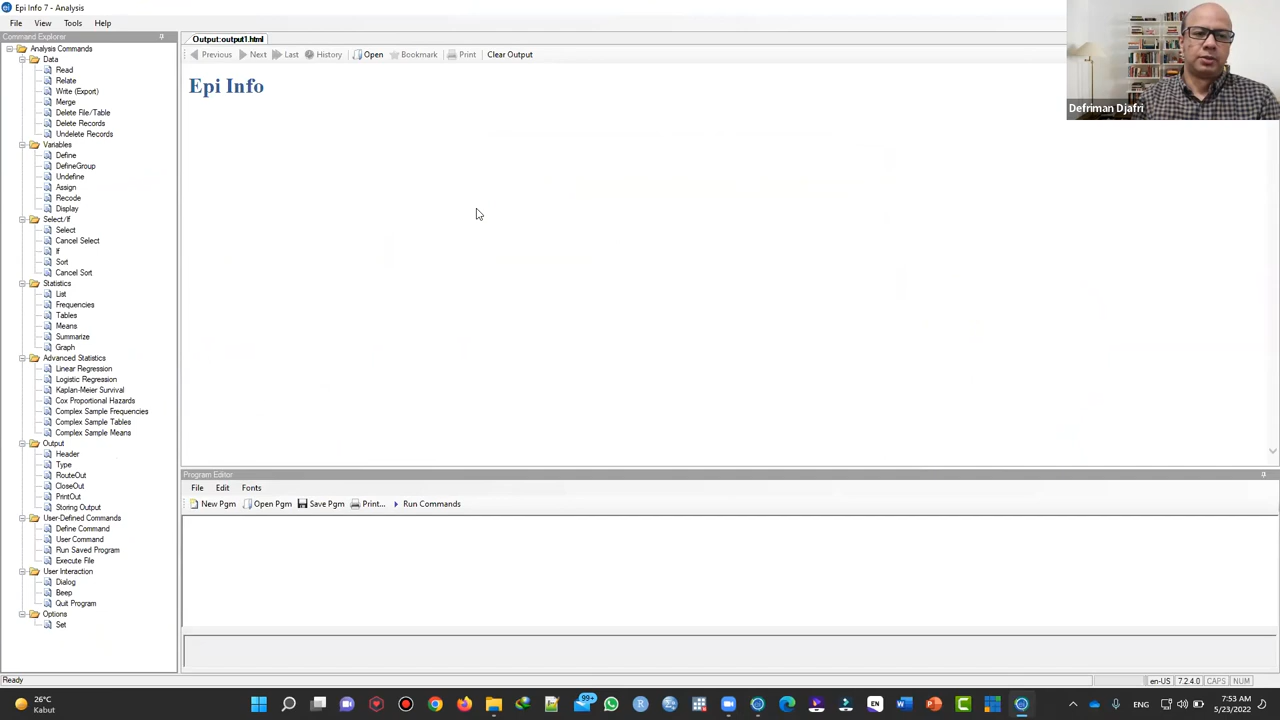 Epi Info 7 - Analysis
File View Tools Help
Command Explorer
Analysis Commands
Data
Read
Relate
Write (Export)
Merge
Delete File/Table
Delete Records
Undelete Records
Variables
Define
DefineGroup
Undefine
Assign
Recode
Display
Select/If
Select
Cancel Select
If
Sort
Cancel Sort
Statistics
List
Frequencies
Tables
Means
Summarize
Graph
Advanced Statistics
Linear Regression
Logistic Regression
Kaplan-Meier Survival
Cox Proportional Hazards
Complex Sample Frequencies
Complex Sample Tables
Complex Sample Means
Output
Header
Type
RouteOut
CloseOut
PrintOut
Storing Output
User-Defined Commands
Define Command
User Command
Run Saved Program
Execute File
User Interaction
Dialog
Beep
Quit Program
Options
Set
Output:output1.html
Previous Next Last History Open Bookmark Print Clear Output
Epi Info
Defriman Djafri
Program Editor
File Edit Fonts
New Pgm Open Pgm Save Pgm Print... Run Commands
Ready
en-US 7.2.4.0 CAPS NUM
26°C
Kabut
99+
EN
ENG
7:53 AM
5/23/2022